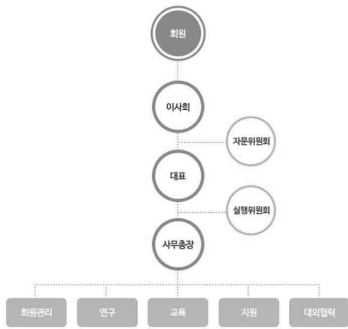 회원
이사회
자문위원회
대표
실행위원회
사무총장
회원관리
연구
교육
지원
대외협력